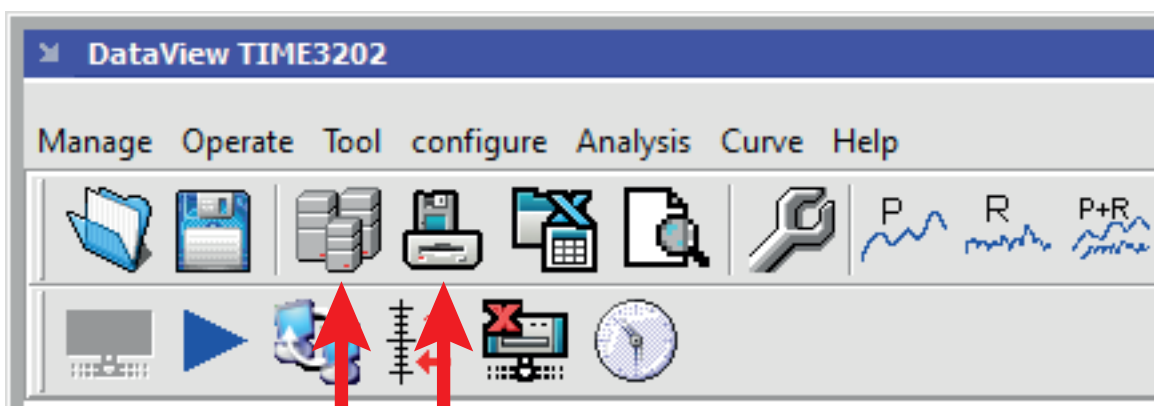 DataView TIME3202
Manage Operate Tool configure Analysis Curve Help
P R P+R